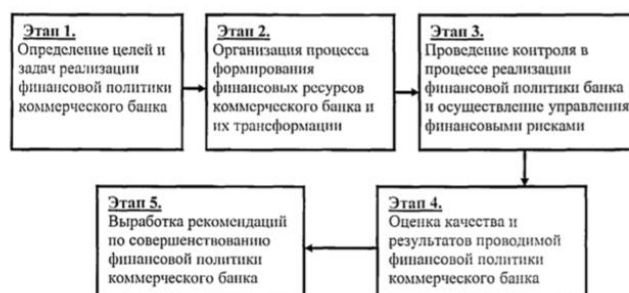 Этап 1.
Определение целей и
задач реализации
финансовой политики
коммерческого банка
Этап 2.
Организация процесса
формирования
финансовых ресурсов
коммерческого банка и
их трансформации
Этап 3.
Проведение контроля в
процессе реализации
финансовой политики банка
и осуществление управления
финансовыми рисками
Этап 4.
Оценка качества и
результатов проводимой
финансовой политики
коммерческого банка
Этап 5.
Выработка рекомендаций
по совершенствованию
финансовой политики
коммерческого банка